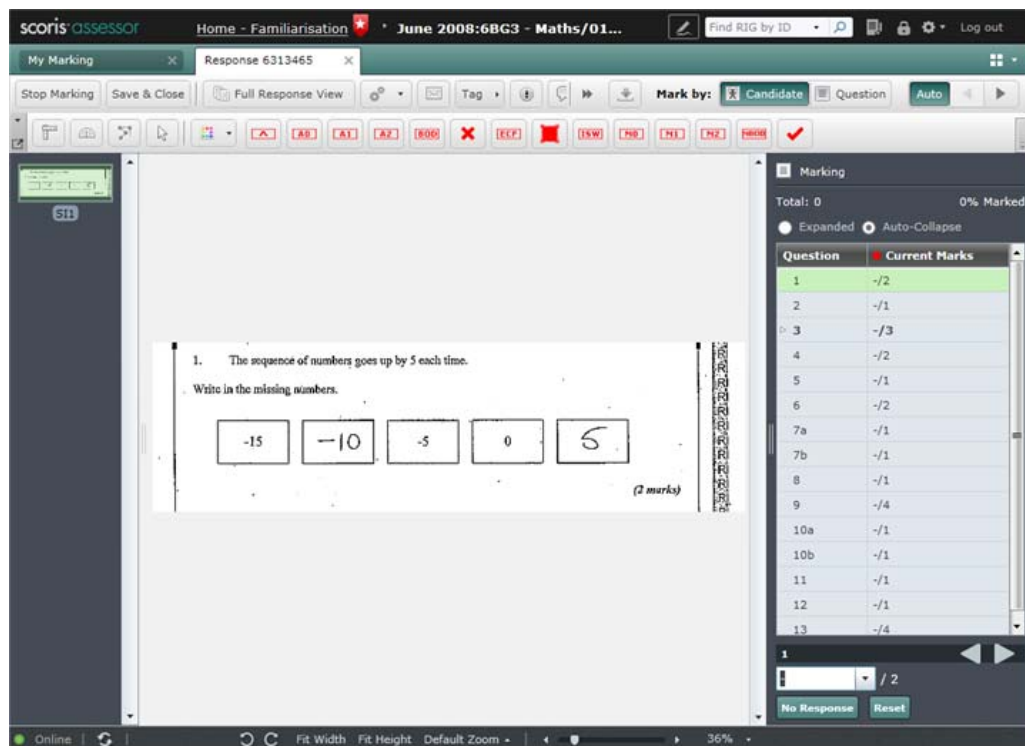 scoris assessor Home - Familiarisation June 2008:6BG3 - Maths/01... Find RIG by ID Log out
My Marking Response 6313465
Stop Marking Save & Close Full Response View Tag Mark by: Candidate Question Auto
A0 A1 A2 BOD ECF ISW M0 M1 M2 NBOD
SI1
Marking
Total: 0 0% Marked
Expanded Auto-Collapse
Question Current Marks
1 -/2
2 -/1
3 -/3
4 -/2
5 -/1
6 -/2
7a -/1
7b -/1
8 -/1
9 -/4
10a -/1
10b -/1
11 -/1
12 -/1
13 -/4
1. The sequence of numbers goes up by 5 each time.
Write in the missing numbers.
-15 -10 -5 0 5
(2 marks)
1
- / 2
No Response Reset
Online Fit Width Fit Height Default Zoom 36%